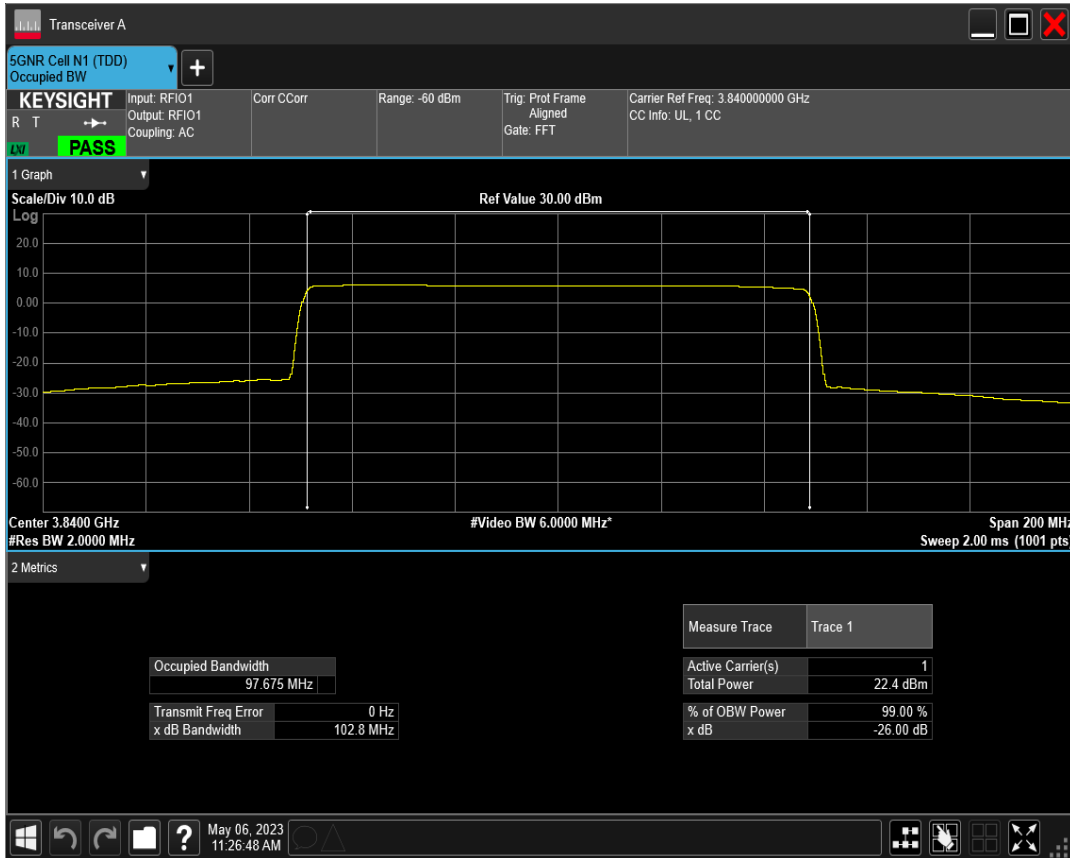 Transceiver A
5GNR Cell N1 (TDD)
Occupied BW
+
KEYSIGHT
R T
LXI
PASS
Input: RFIO1
Output: RFIO1
Coupling: AC
Corr CCorr
Range: -60 dBm
Trig: Prot Frame
Aligned
Gate: FFT
Carrier Ref Freq: 3.840000000 GHz
CC Info: UL, 1 CC
1 Graph
Scale/Div 10.0 dB
Ref Value 30.00 dBm
Log
20.0
10.0
0.00
-10.0
-20.0
-30.0
-40.0
-50.0
-60.0
Center 3.8400 GHz
#Video BW 6.0000 MHz*
Span 200 MHz
#Res BW 2.0000 MHz
Sweep 2.00 ms (1001 pts)
2 Metrics
Measure Trace Trace 1
Occupied Bandwidth
97.675 MHz
Active Carrier(s) 1
Total Power 22.4 dBm
Transmit Freq Error 0 Hz
x dB Bandwidth 102.8 MHz
% of OBW Power 99.00 %
x dB -26.00 dB
?
May 06, 2023
11:26:48 AM